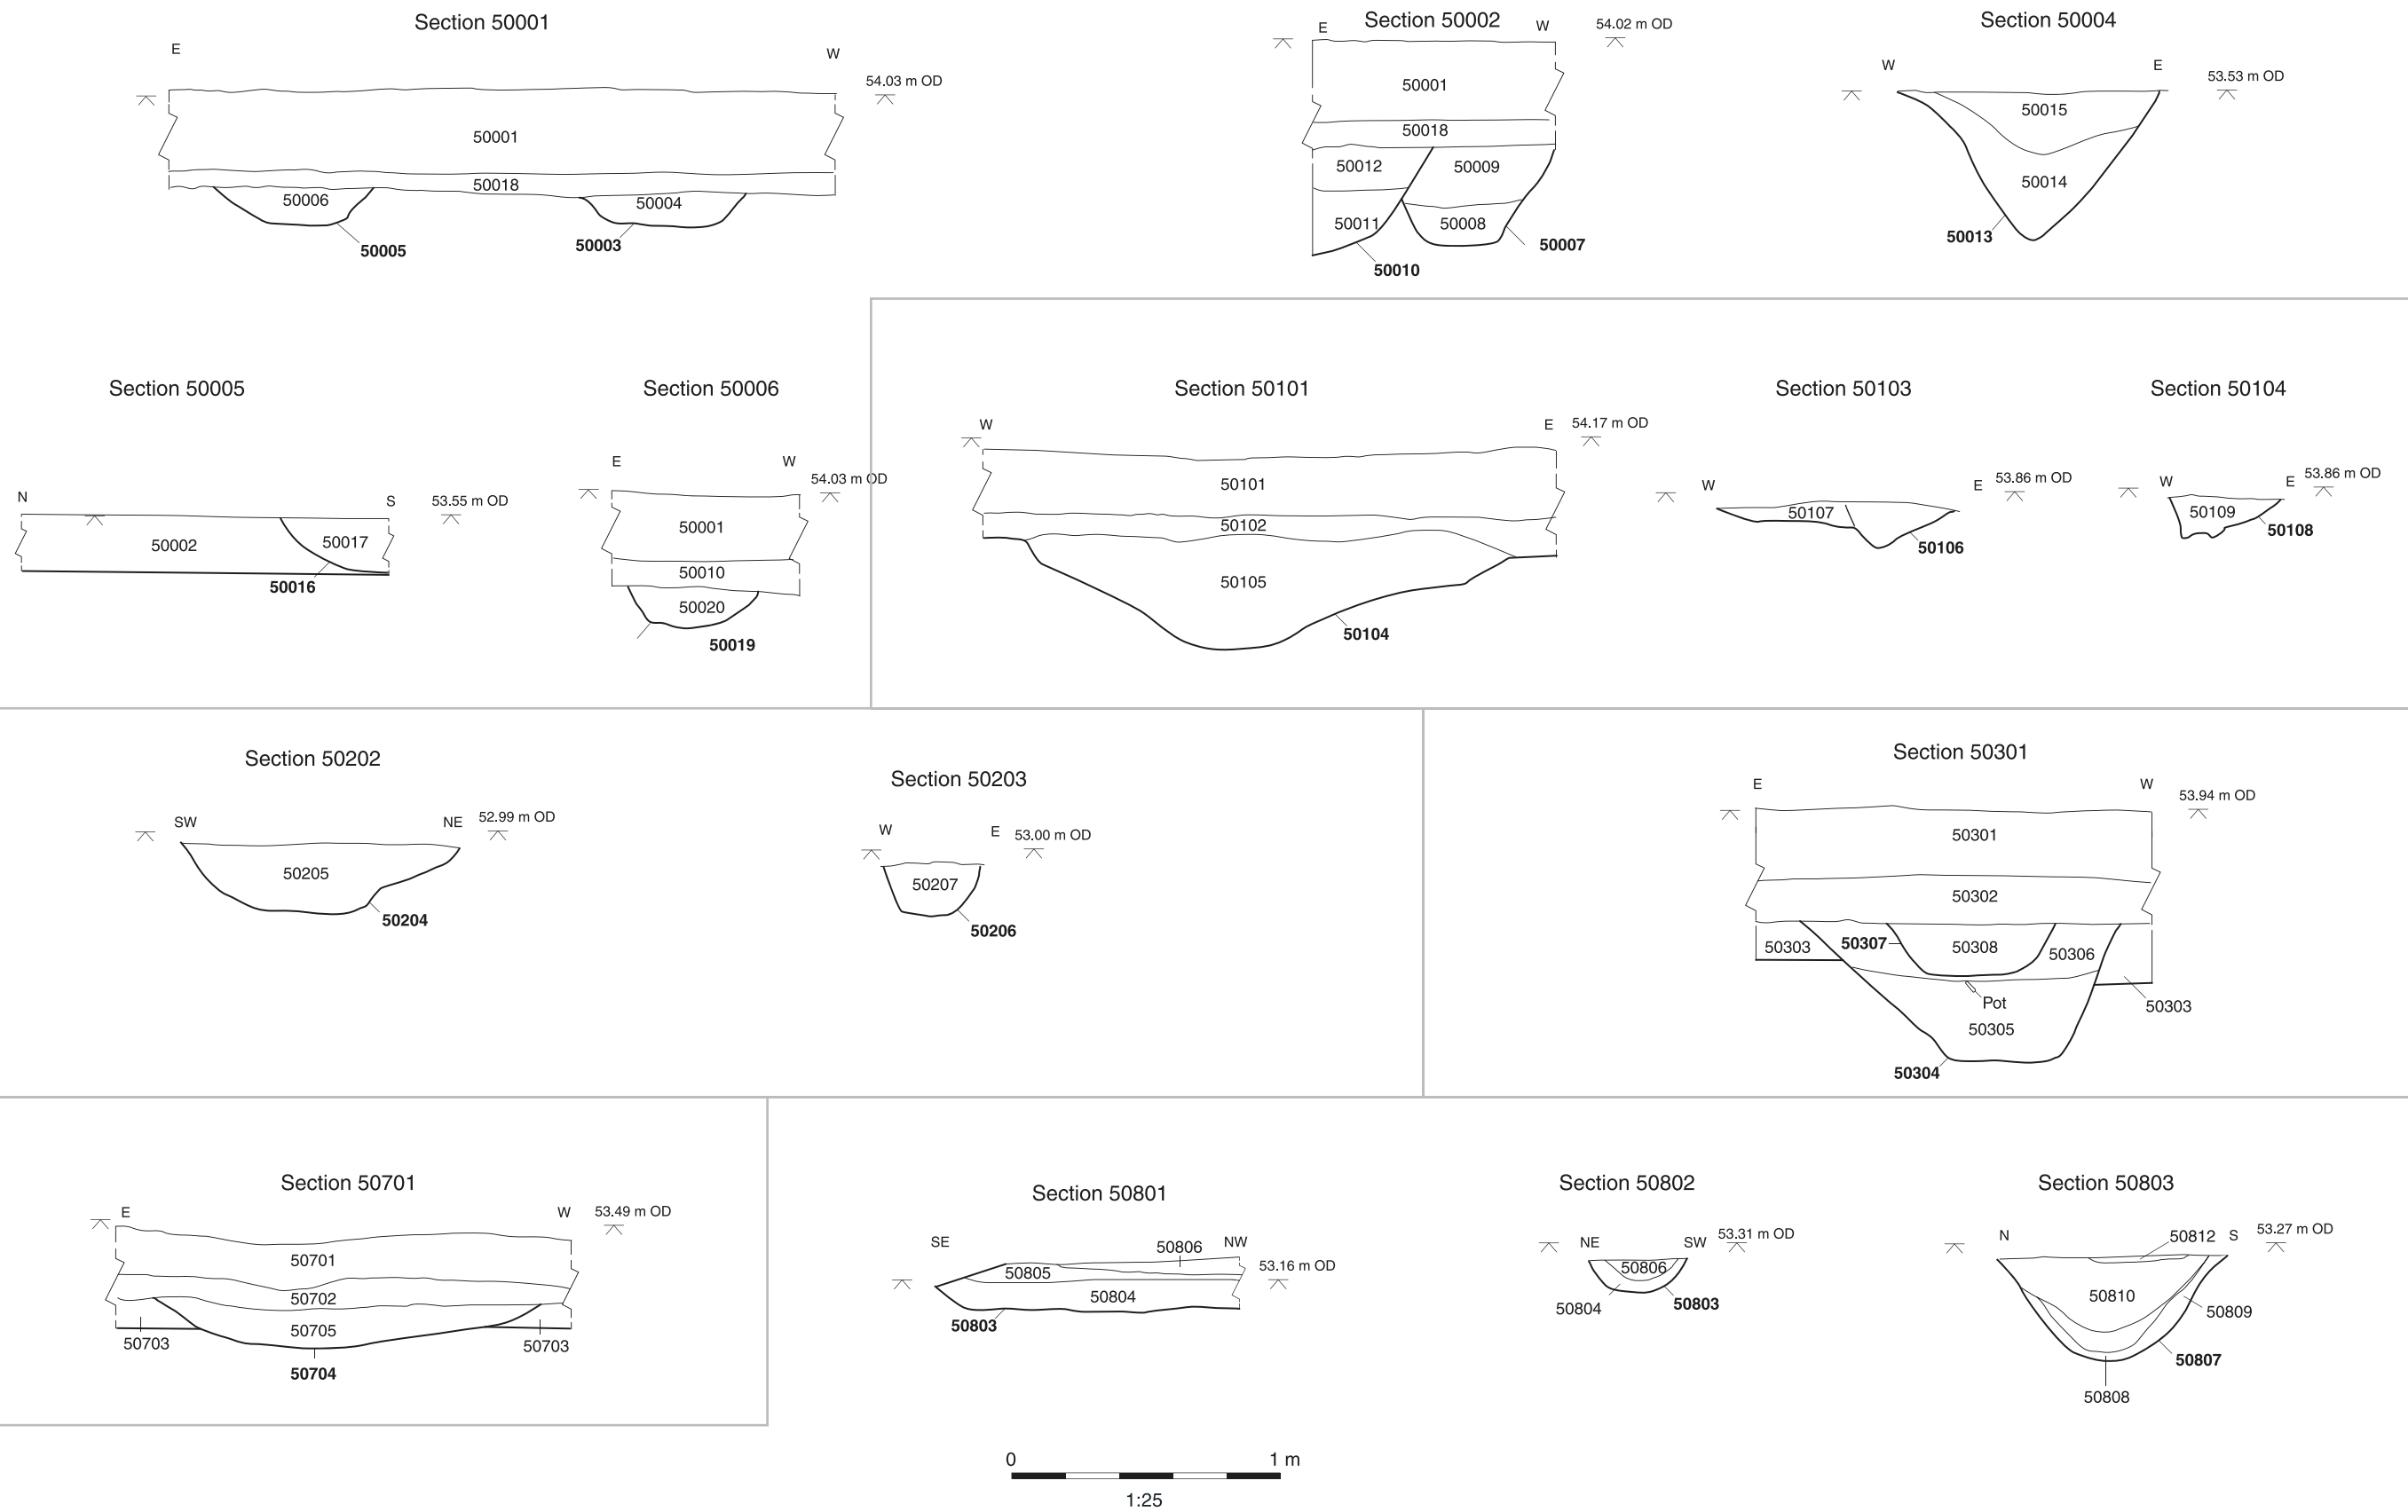 Section 50001
E
W
54.03 m OD
50001
50018
50006
50004
50005
50003
Section 50002
E
W
54.02 m OD
50001
50018
50012
50009
50011
50008
50007
50010
Section 50004
W
E
53.53 m OD
50015
50014
50013
Section 50005
N
S
53.55 m OD
50002
50017
50016
Section 50006
E
W
54.03 m OD
50001
50010
50020
50019
Section 50101
W
E
54.17 m OD
50101
50102
50105
50104
Section 50103
W
E
53.86 m OD
50107
50106
Section 50104
W
E
53.86 m OD
50109
50108
Section 50202
SW
NE
52.99 m OD
50205
50204
Section 50203
W
E
53.00 m OD
50207
50206
Section 50301
E
W
53.94 m OD
50301
50302
50303
50307
50308
50306
50303
Pot
50305
50304
Section 50701
E
W
53.49 m OD
50701
50702
50705
50703
50703
50704
Section 50801
SE
NW
50806
53.16 m OD
50805
50804
50803
Section 50802
NE
SW
53.31 m OD
50806
50804
50803
Section 50803
N
50812
S
53.27 m OD
50810
50809
50807
50808
0
1 m
1:25